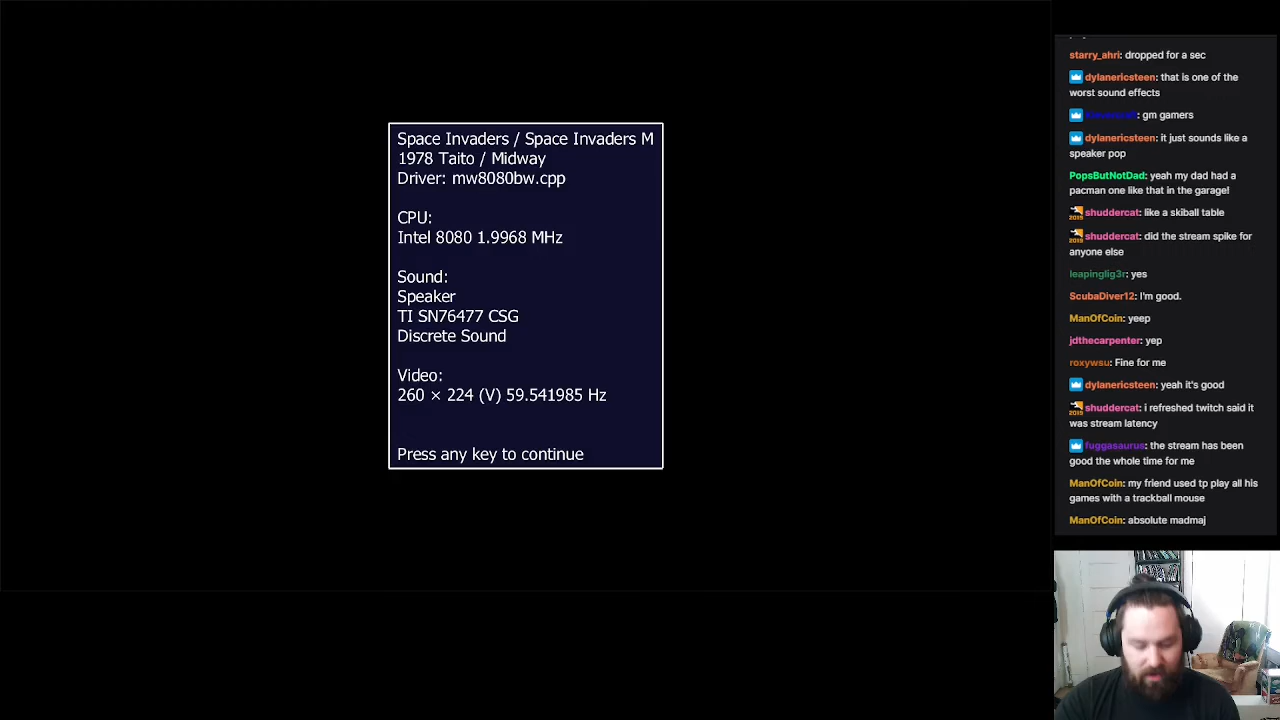 Space Invaders / Space Invaders M
1978 Taito / Midway
Driver: mw8080bw.cpp
CPU:
Intel 8080 1.9968 MHz
Sound:
Speaker
TI SN76477 CSG
Discrete Sound
Video:
260 × 224 (V) 59.541985 Hz
Press any key to continue
starry_ahri: dropped for a sec
dylanericsteen: that is one of the
worst sound effects
: gm gamers
dylanericsteen: it just sounds like a
speaker pop
PopsButNotDad: yeah my dad had a
pacman one like that in the garage!
2019 shuddercat: like a skiball table
2019 shuddercat: did the stream spike for
anyone else
leapinglig3r: yes
ScubaDiver12: I'm good.
ManOfCoin: yeep
jdthecarpenter: yep
roxywsu: Fine for me
dylanericsteen: yeah it's good
2019 shuddercat: i refreshed twitch said it
was stream latency
fuggasaurus: the stream has been
good the whole time for me
ManOfCoin: my friend used tp play all his
games with a trackball mouse
ManOfCoin: absolute madmaj